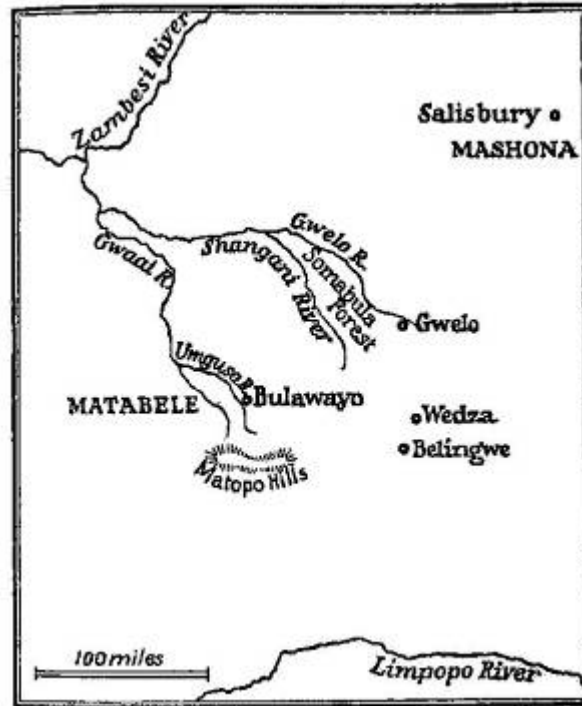 Zambesi River
Salisbury
MASHONA
Gwaai R.
Shangani River
Gwelo R.
Somabula
Forest
Gwelo
Umgusa R.
Bulawayo
MATABELE
Wedza
Belingwe
Matopo Hills
100 miles
Limpopo River